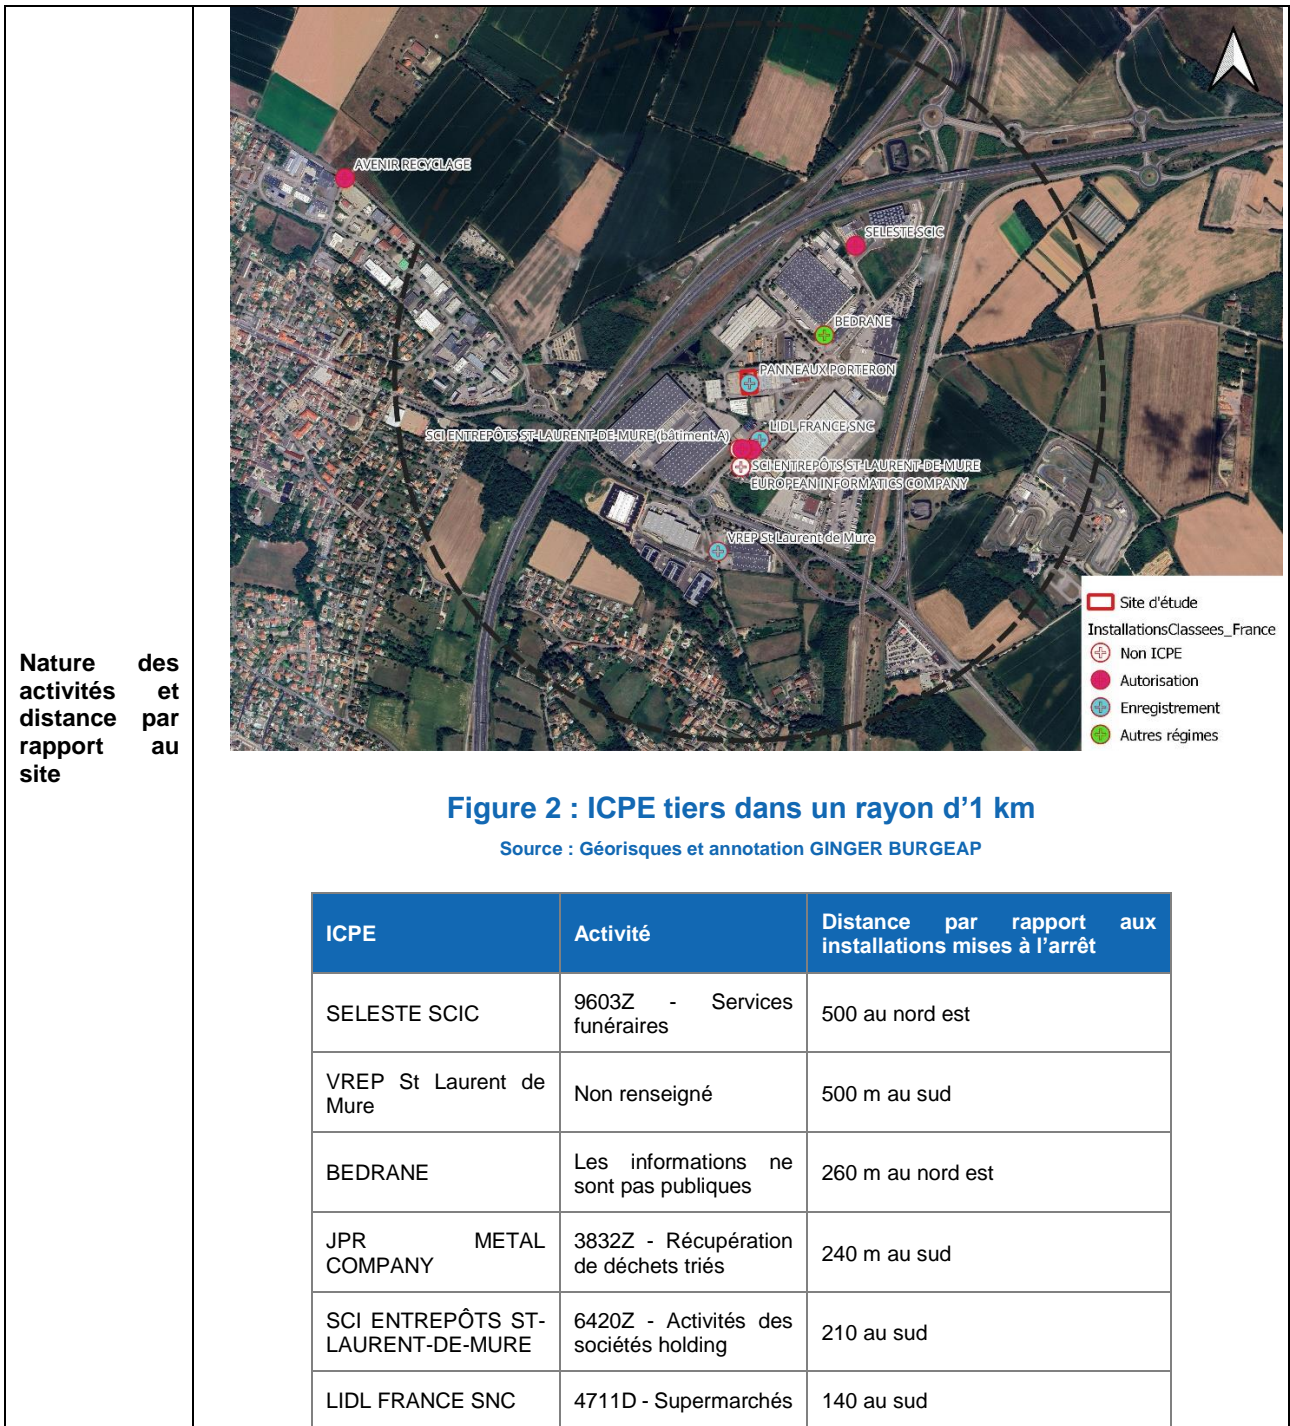 Nature des
activités et
distance par
rapport au
site
AVENIR RECYCLAGE
SELESTE SCIC
BEDRANE
PANNEAUX PORTERON
LIDL FRANCE SNC
SCI ENTREPÔTS ST-LAURENT-DE-MURE (bâtiment A)
SCI ENTREPÔTS ST-LAURENT-DE-MURE
EUROPEAN INFORMATICS COMPANY
VREP St Laurent de Mure
Site d'étude
InstallationsClassees_France
Non ICPE
Autorisation
Enregistrement
Autres régimes
Figure 2 : ICPE tiers dans un rayon d’1 km
Source : Géorisques et annotation GINGER BURGEAP
ICPE
Activité
Distance par rapport aux
installations mises à l’arrêt
SELESTE SCIC
9603Z - Services
funéraires
500 au nord est
VREP St Laurent de
Mure
Non renseigné
500 m au sud
BEDRANE
Les informations ne
sont pas publiques
260 m au nord est
JPR METAL
COMPANY
3832Z - Récupération
de déchets triés
240 m au sud
SCI ENTREPÔTS ST-
LAURENT-DE-MURE
6420Z - Activités des
sociétés holding
210 au sud
LIDL FRANCE SNC
4711D - Supermarchés
140 au sud